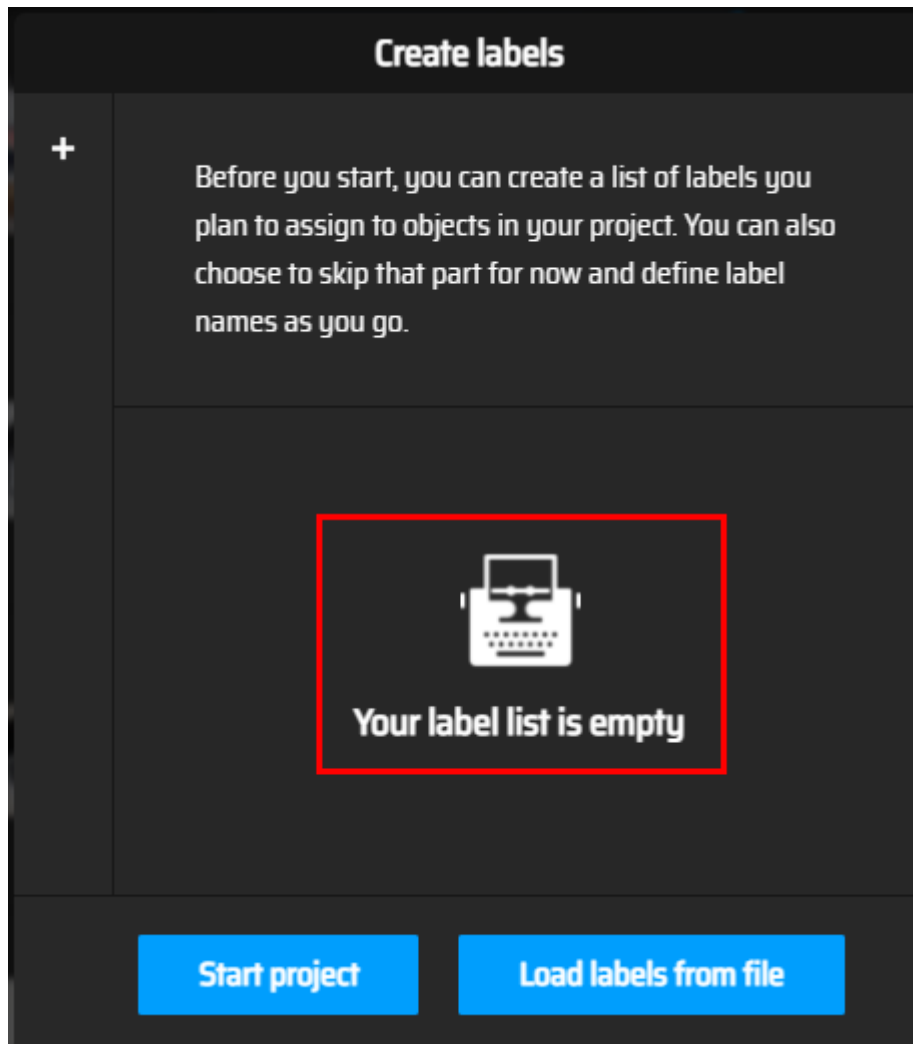 Create labels
+
Before you start, you can create a list of labels you
plan to assign to objects in your project. You can also
choose to skip that part for now and define label
names as you go.
Your label list is empty
Start project
Load labels from file